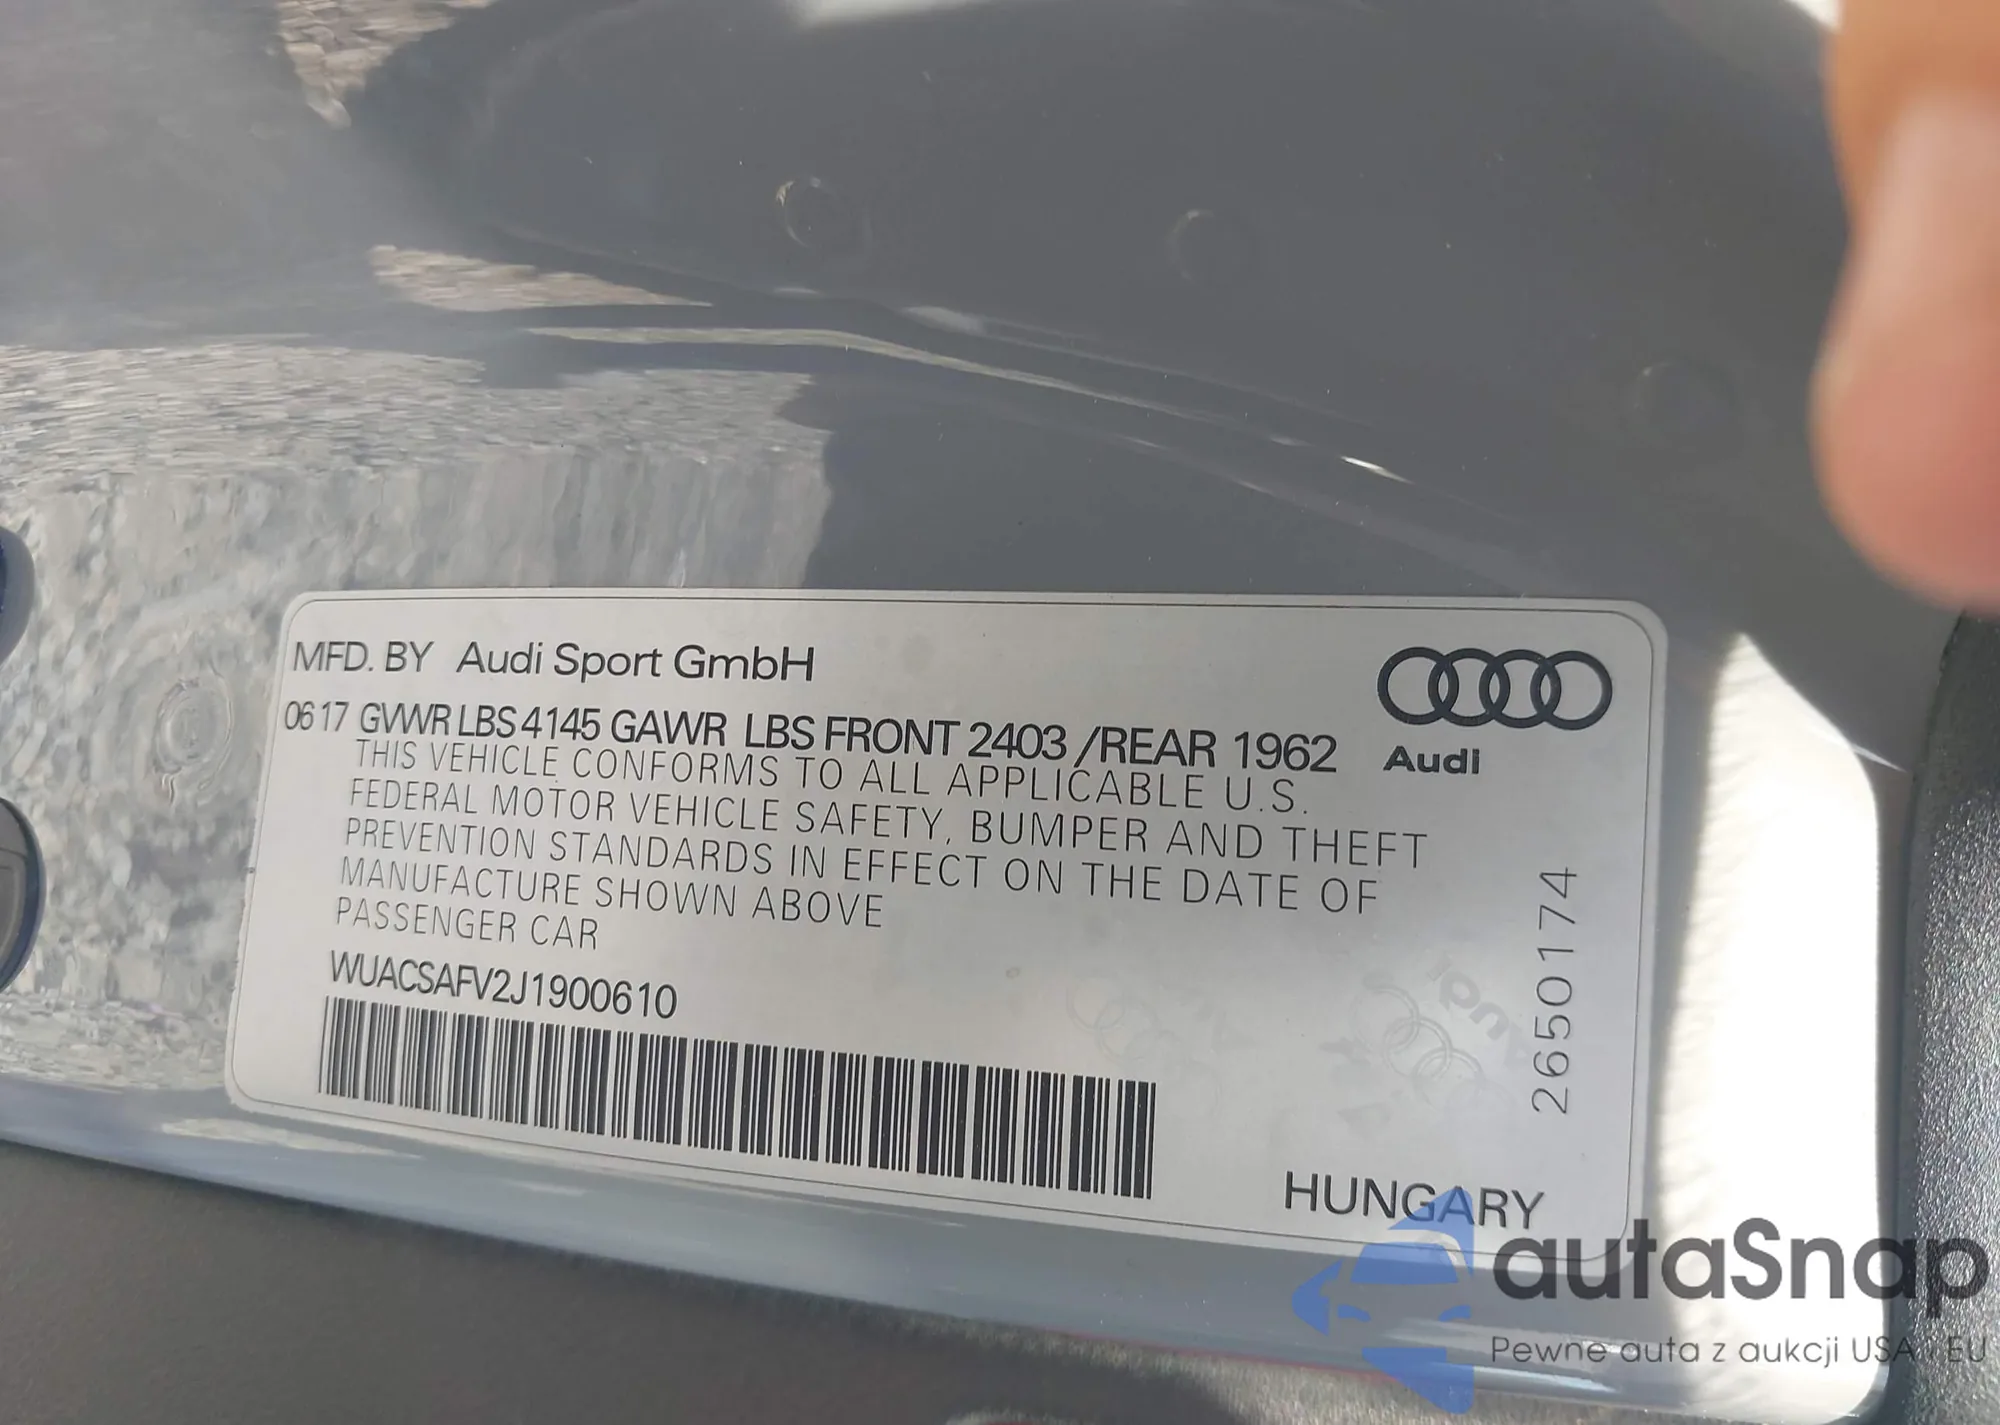 MFD. BY Audi Sport GmbH
0617 GVWR LBS 4145 GAWR LBS FRONT 2403 /REAR 1962
Audi
THIS VEHICLE CONFORMS TO ALL APPLICABLE U.S.
FEDERAL MOTOR VEHICLE SAFETY, BUMPER AND THEFT
PREVENTION STANDARDS IN EFFECT ON THE DATE OF
MANUFACTURE SHOWN ABOVE
PASSENGER CAR
WUACSAFV2J1900610
2650174
HUNGARY
autaSnap
Pewne auta z aukcji USA i EU